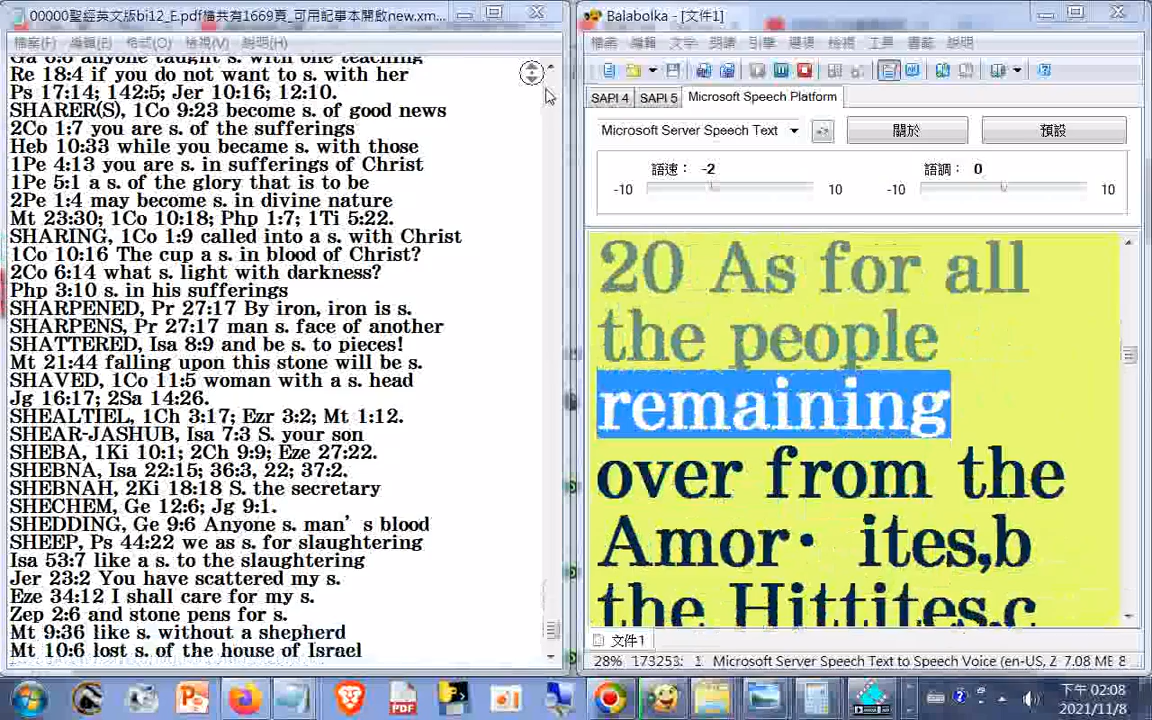 00000聖經英文版bi12_E.pdf檔共有1669頁_可用記事本開啟new.xm...
檔案(F) 編輯(E) 格式(O) 檢視(V) 說明(H)
Ga 6:6 anyone taught s. with one teaching
Re 18:4 if you do not want to s. with her
Ps 17:14; 142:5; Jer 10:16; 12:10.
SHARER(S), 1Co 9:23 become s. of good news
2Co 1:7 you are s. of the sufferings
Heb 10:33 while you became s. with those
1Pe 4:13 you are s. in sufferings of Christ
1Pe 5:1 a s. of the glory that is to be
2Pe 1:4 may become s. in divine nature
Mt 23:30; 1Co 10:18; Php 1:7; 1Ti 5:22.
SHARING, 1Co 1:9 called into a s. with Christ
1Co 10:16 The cup a s. in blood of Christ?
2Co 6:14 what s. light with darkness?
Php 3:10 s. in his sufferings
SHARPENED, Pr 27:17 By iron, iron is s.
SHARPENS, Pr 27:17 man s. face of another
SHATTERED, Isa 8:9 and be s. to pieces!
Mt 21:44 falling upon this stone will be s.
SHAVED, 1Co 11:5 woman with a s. head
Jg 16:17; 2Sa 14:26.
SHEALTIEL, 1Ch 3:17; Ezr 3:2; Mt 1:12.
SHEAR-JASHUB, Isa 7:3 S. your son
SHEBA, 1Ki 10:1; 2Ch 9:9; Eze 27:22.
SHEBNA, Isa 22:15; 36:3, 22; 37:2.
SHEBNAH, 2Ki 18:18 S. the secretary
SHECHEM, Ge 12:6; Jg 9:1.
SHEDDING, Ge 9:6 Anyone s. man's blood
SHEEP, Ps 44:22 we as s. for slaughtering
Isa 53:7 like a s. to the slaughtering
Jer 23:2 You have scattered my s.
Eze 34:12 I shall care for my s.
Zep 2:6 and stone pens for s.
Mt 9:36 like s. without a shepherd
Mt 10:6 lost s. of the house of Israel
Balabolka - [文件1]
檔案 編輯 文字 閱讀 引擎 選項 檢視 工具 書籤 說明
SAPI 4 SAPI 5 Microsoft Speech Platform
Microsoft Server Speech Text 關於 預設
語速： -2 語調： 0
-10 10 -10 10
20 As for all
the people
remaining
over from the
Amor· ites,b
the Hittites,c
文件1
28% 173253: 1 Microsoft Server Speech Text to Speech Voice (en-US, Z 7.08 MB 8
PDF
下午 02:08
2021/11/8